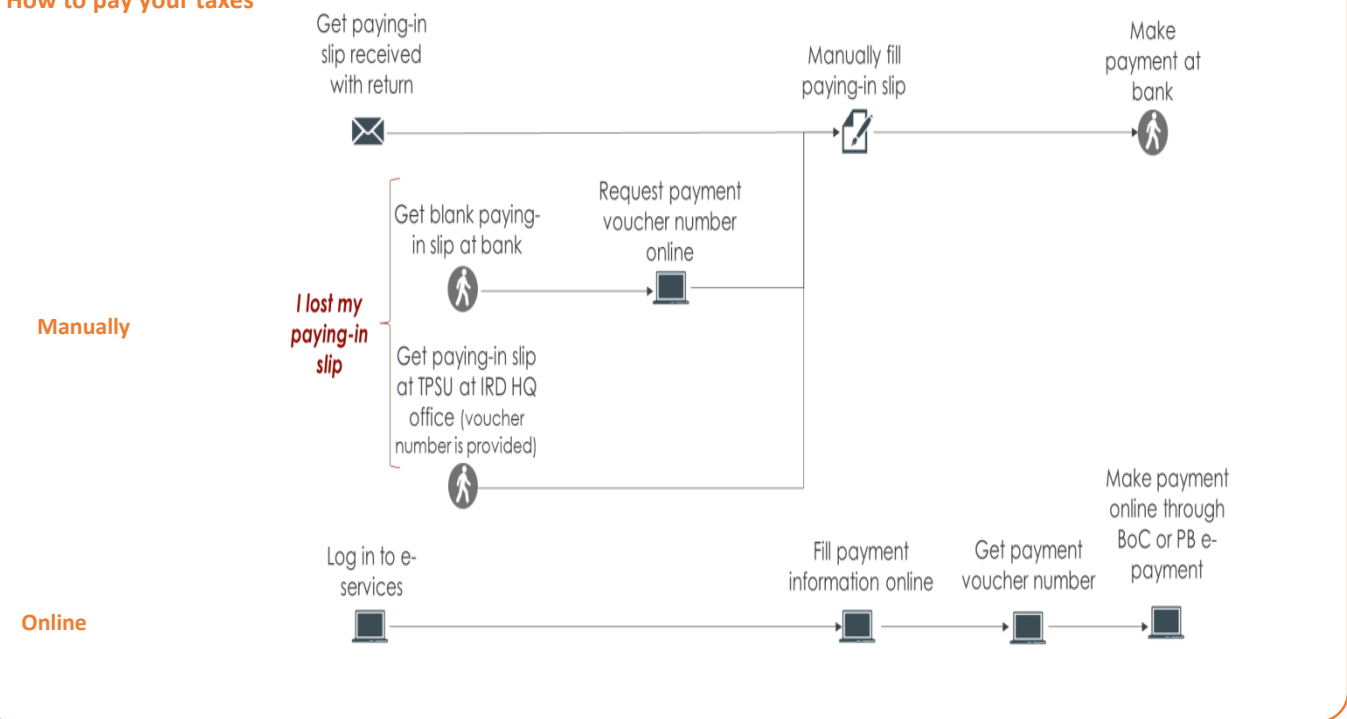 How to pay your taxes
Get paying-in
slip received
with return
Manually fill
paying-in slip
Make
payment at
bank
Manually
I lost my
paying-in
slip
Get blank paying-
in slip at bank
Request payment
voucher number
online
Get paying-in slip
at TPSU at IRD HQ
office (voucher
number is provided)
Online
Log in to e-
services
Fill payment
information online
Get payment
voucher number
Make payment
online through
BoC or PB e-
payment